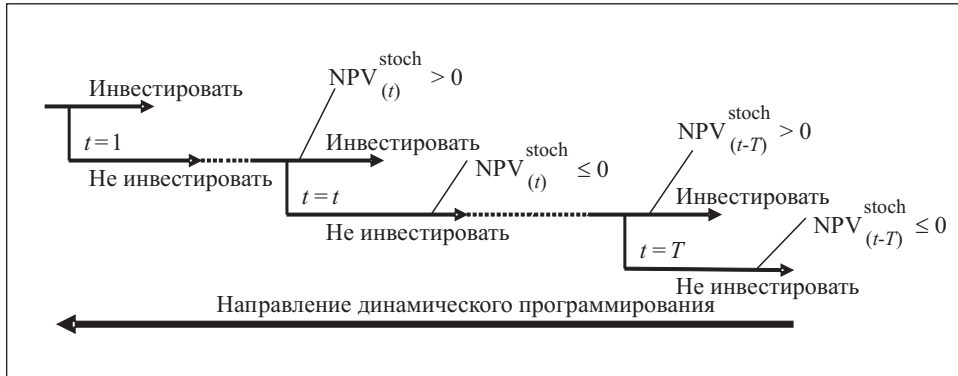 Инвестировать
t = 1
Не инвестировать
NPV (t) stoch > 0
Инвестировать
t = t
Не инвестировать
NPV (t) stoch ≤ 0
NPV (t-T) stoch > 0
Инвестировать
t = T
Не инвестировать
NPV (t-T) stoch ≤ 0
Направление динамического программирования